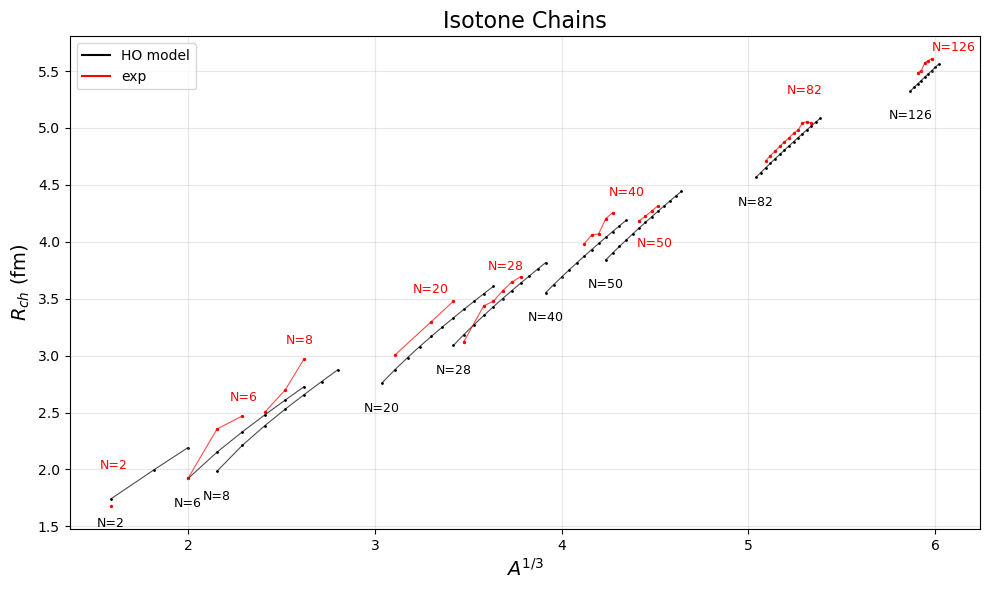 Isotone Chains
HO model
exp
N=126
5.5
N=82
N=126
5.0
4.5
N=40
N=82
R_{ch} (fm)
4.0
N=50
N=28
N=20
3.5
N=50
N=40
N=8
3.0
N=28
N=6
2.5
N=20
N=2
2.0
N=8
N=6
N=2
1.5
2 3 4 5 6
A^{1/3}